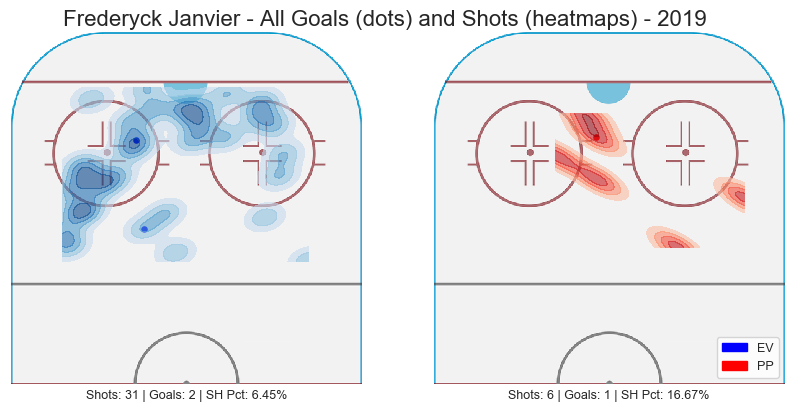 Frederyck Janvier - All Goals (dots) and Shots (heatmaps) - 2019
EV
PP
Shots: 31 | Goals: 2 | SH Pct: 6.45%
Shots: 6 | Goals: 1 | SH Pct: 16.67%